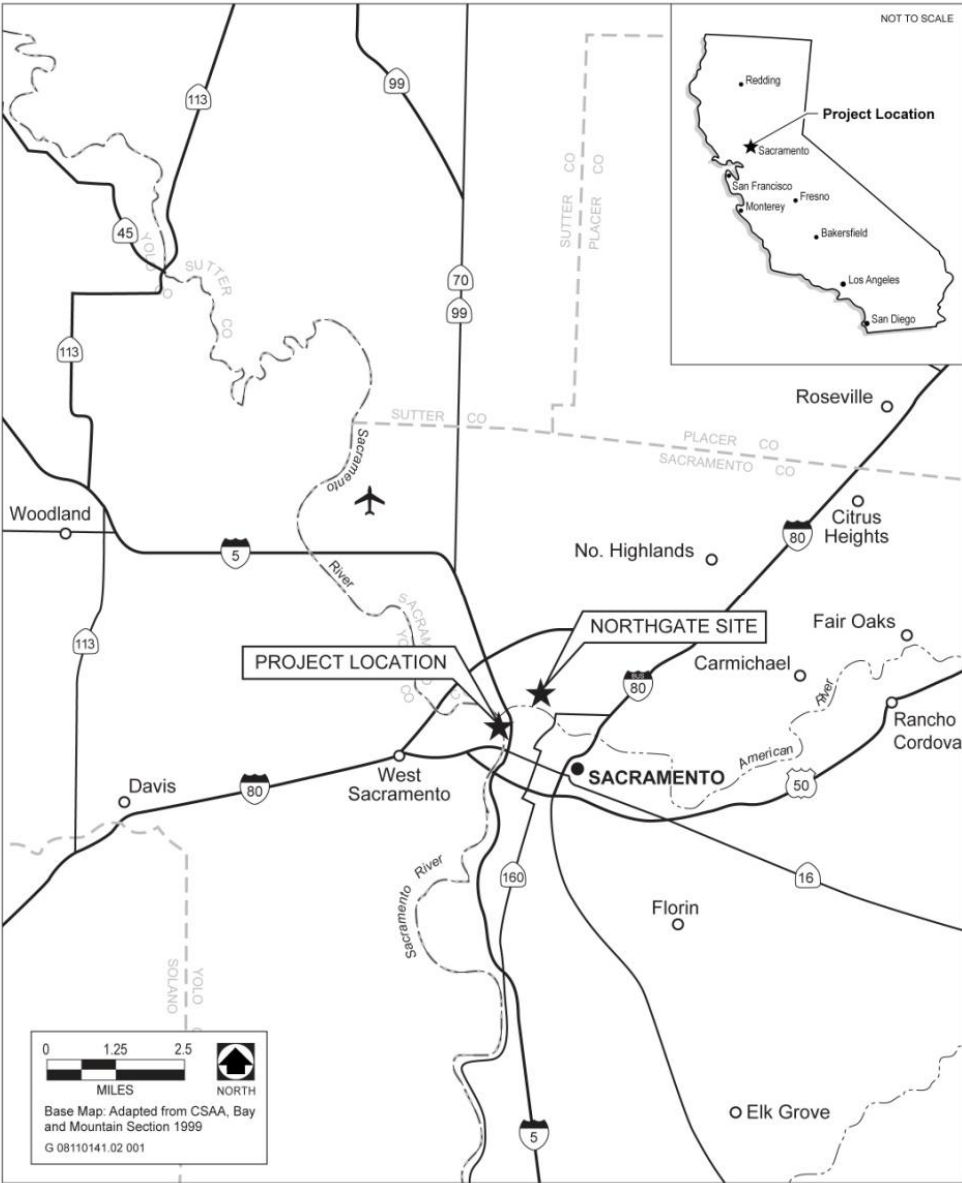 NOT TO SCALE
Redding
Project Location
Sacramento
San Francisco
Fresno
Monterey
Bakersfield
Los Angeles
San Diego
113
99
SUTTER CO
PLACER CO
45
YOLO CO
SUTTER CO
70
99
113
Roseville
SUTTER CO
PLACER CO
SACRAMENTO CO
Sacramento
River
Woodland
5
Citrus
Heights
80
No. Highlands
113
NORTHGATE SITE
Fair Oaks
PROJECT LOCATION
Carmichael
80
River
American
Rancho
Cordova
West
Sacramento
SACRAMENTO
50
Davis
80
Sacramento River
160
16
Florin
SOLANO
YOLO
0 1.25 2.5
MILES
NORTH
Base Map: Adapted from CSAA, Bay
and Mountain Section 1999
G 08110141.02 001
Elk Grove
5